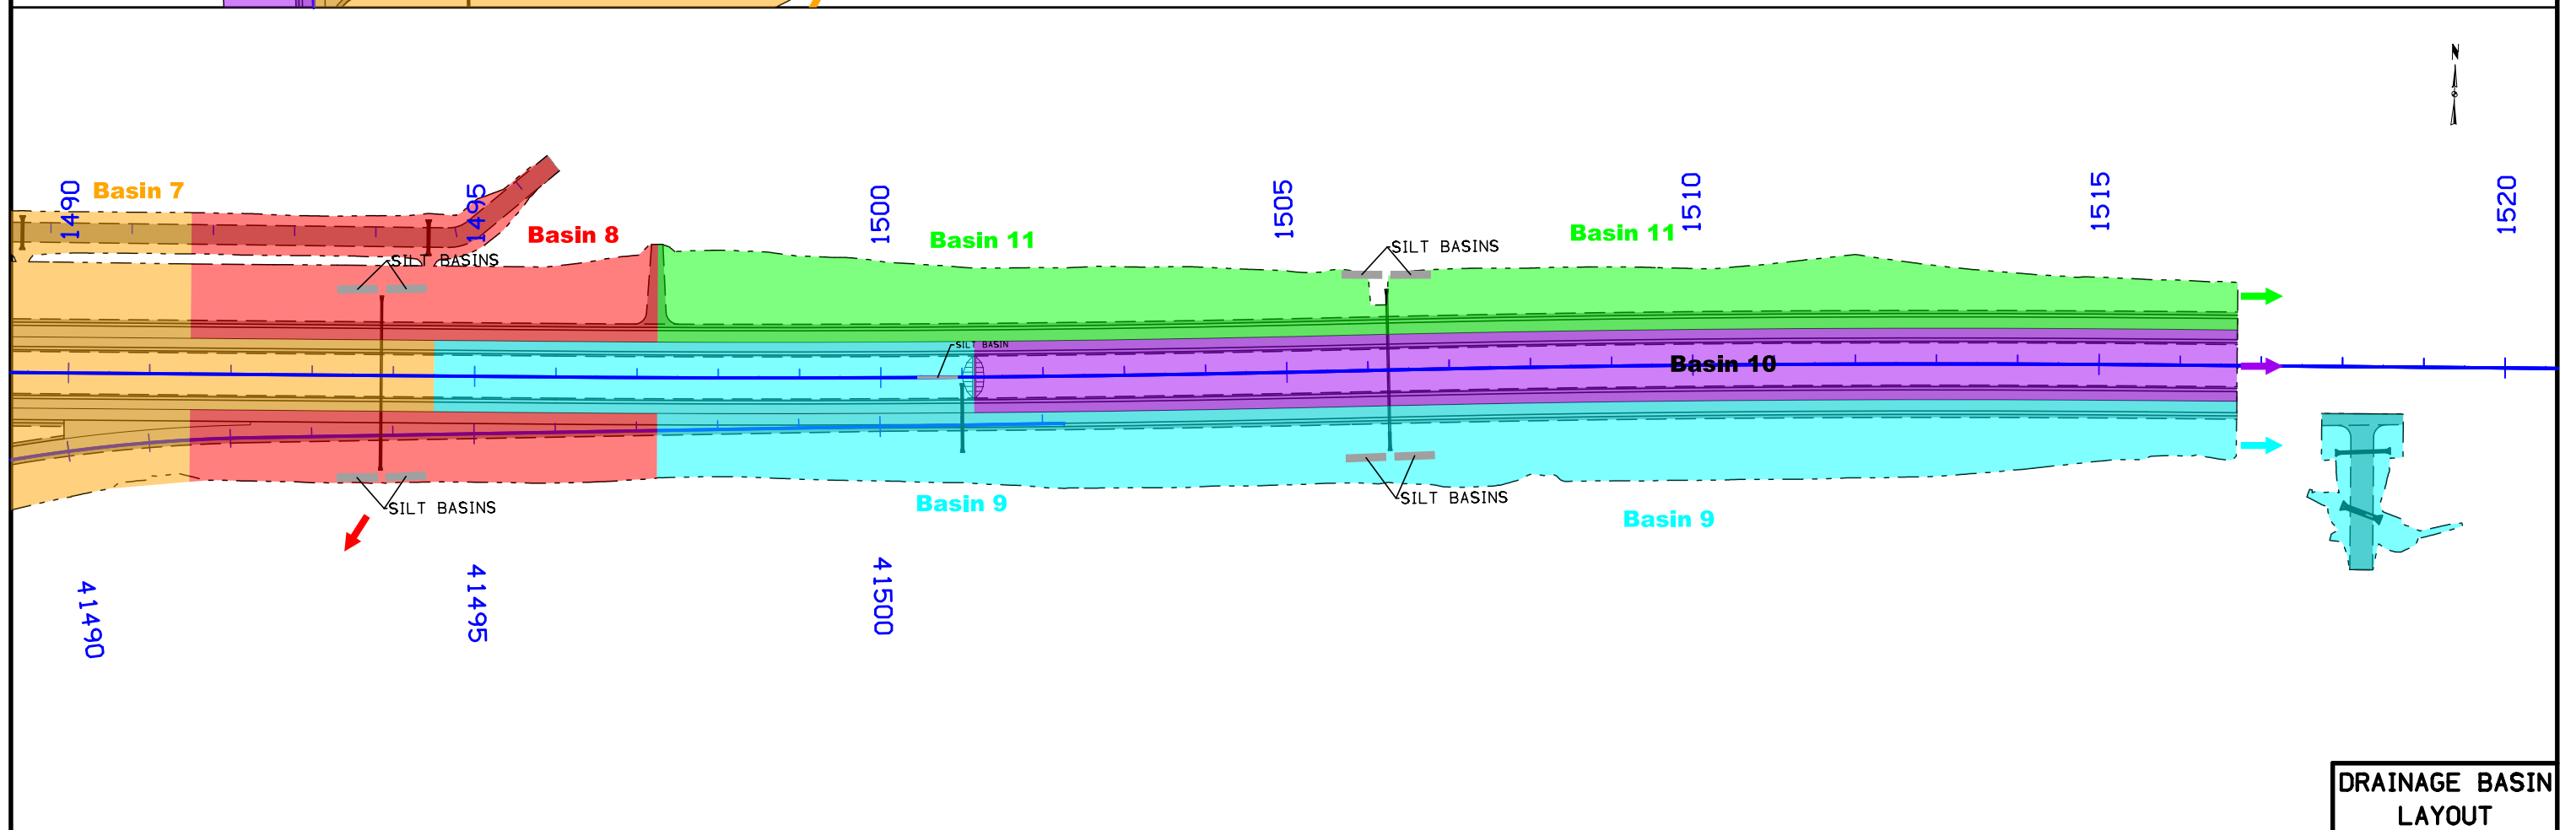 N
1490
Basin 7
1495
Basin 8
1500
Basin 11
1505
Basin 11
1510
1515
1520
SILT BASINS
SILT BASINS
SILT BASIN
Basin 10
SILT BASINS
Basin 9
SILT BASINS
Basin 9
41490
41495
41500
DRAINAGE BASIN
LAYOUT